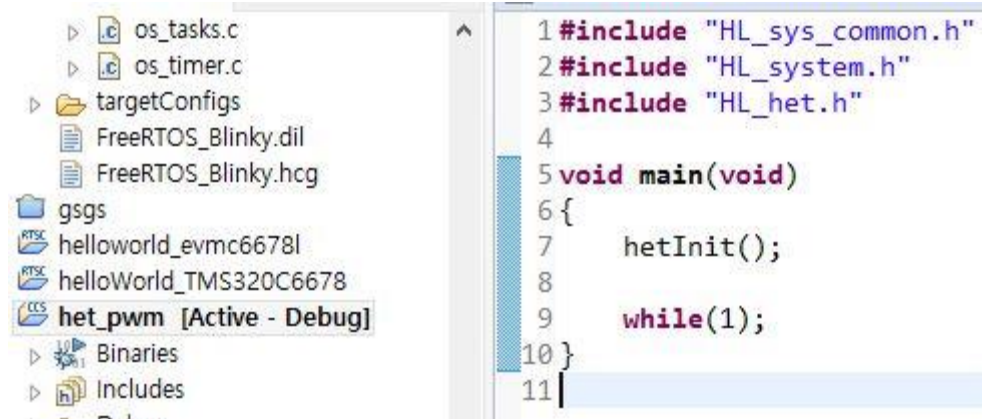 os_tasks.c
os_timer.c
targetConfigs
FreeRTOS_Blinky.dil
FreeRTOS_Blinky.hcg
gsgs
helloworld_evmc6678l
helloWorld_TMS320C6678
het_pwm [Active - Debug]
Binaries
Includes
1 #include "HL_sys_common.h"
2 #include "HL_system.h"
3 #include "HL_het.h"
4
5 void main(void)
6 {
7     hetInit();
8
9     while(1);
10 }
11